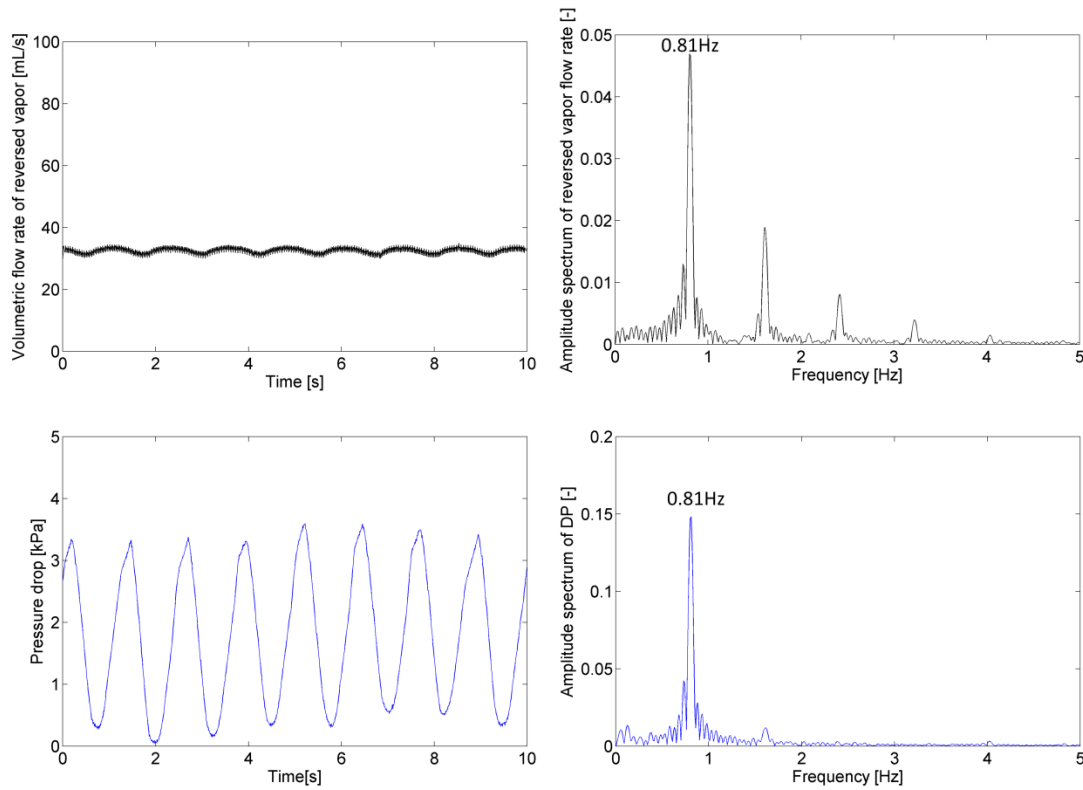 Volumetric flow rate of reversed vapor [mL/s]
100
80
60
40
20
0
0 2 4 6 8 10
Time [s]
Amplitude spectrum of reversed vapor flow rate [-]
0.81Hz
0.05
0.04
0.03
0.02
0.01
0
0 1 2 3 4 5
Frequency [Hz]
Pressure drop [kPa]
5
4
3
2
1
0
0 2 4 6 8 10
Time[s]
Amplitude spectrum of DP [-]
0.81Hz
0.2
0.15
0.1
0.05
0
0 1 2 3 4 5
Frequency [Hz]